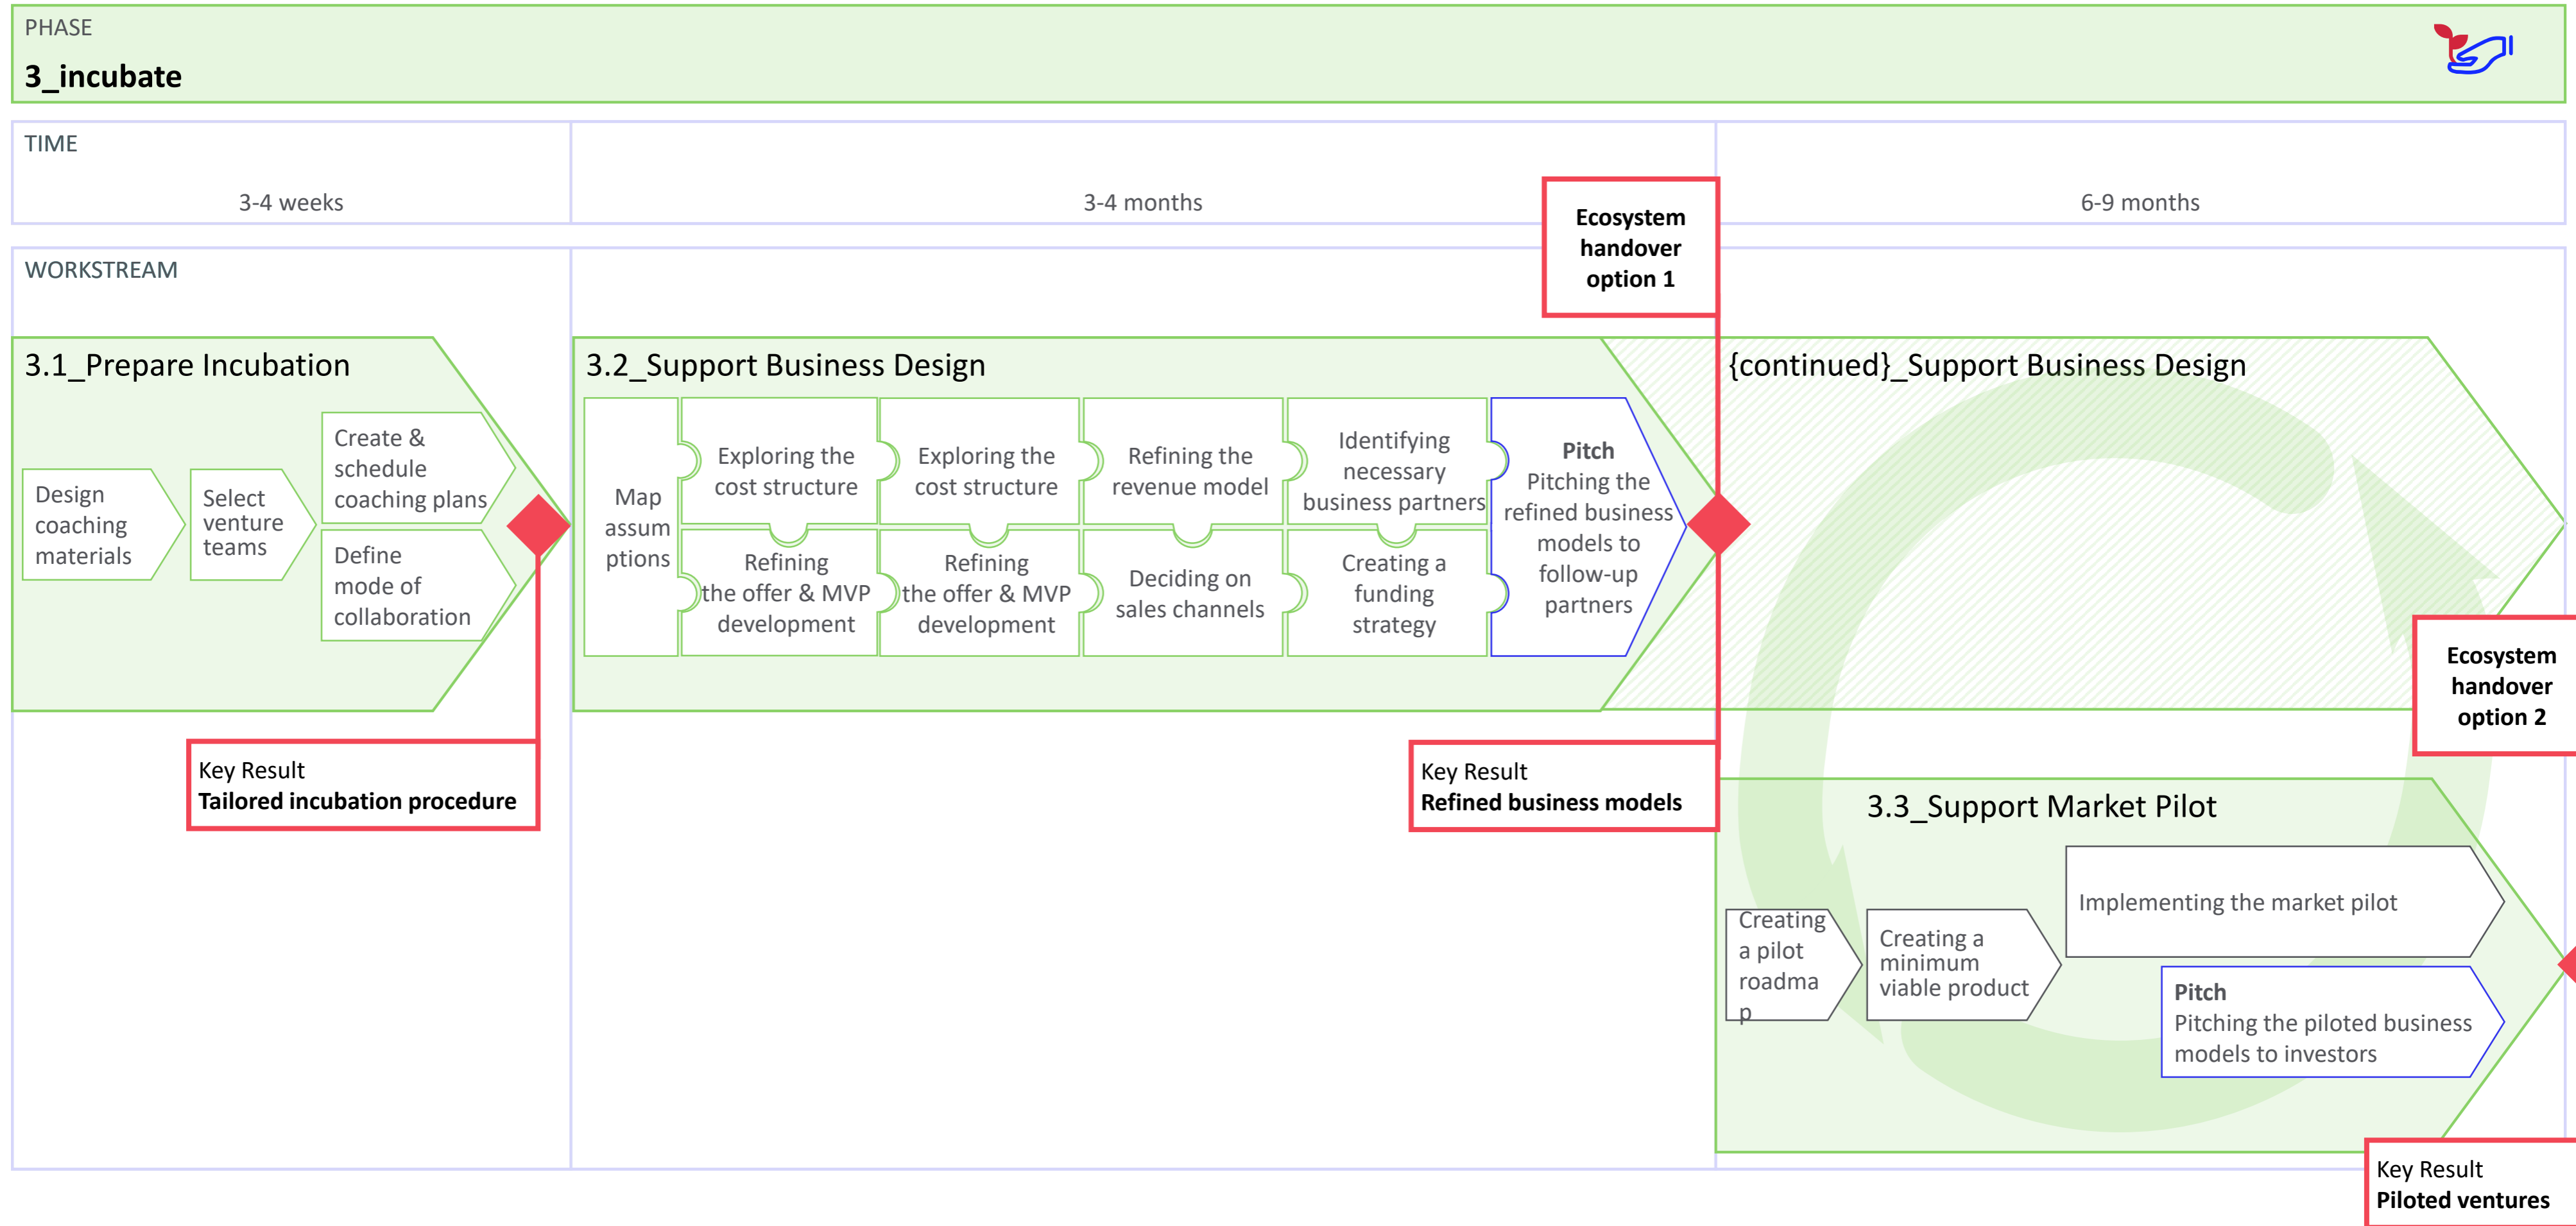 PHASE
3_incubate
TIME
3-4 weeks
3-4 months
6-9 months
Ecosystem
handover
option 1
WORKSTREAM
3.1_Prepare Incubation
Design
coaching
materials
Select
venture
teams
Create &
schedule
coaching plans
Define
mode of
collaboration
Key Result
Tailored incubation procedure
3.2_Support Business Design
Map
assum
ptions
Exploring the
cost structure
Exploring the
cost structure
Refining the
revenue model
Identifying
necessary
business partners
Refining
the offer & MVP
development
Refining
the offer & MVP
development
Deciding on
sales channels
Creating a
funding
strategy
Pitch
Pitching the
refined business
models to
follow-up
partners
Key Result
Refined business models
{continued}_Support Business Design
Ecosystem
handover
option 2
3.3_Support Market Pilot
Creating
a pilot
roadma
p
Creating a
minimum
viable product
Implementing the market pilot
Pitch
Pitching the piloted business
models to investors
Key Result
Piloted ventures